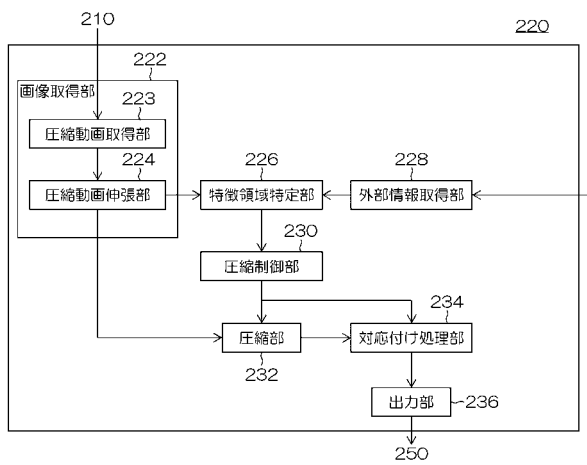 210
220
222
画像取得部
223
圧縮動画取得部
224
圧縮動画伸張部
226
特徴領域特定部
228
外部情報取得部
230
圧縮制御部
234
圧縮部
対応付け処理部
232
出力部
236
250